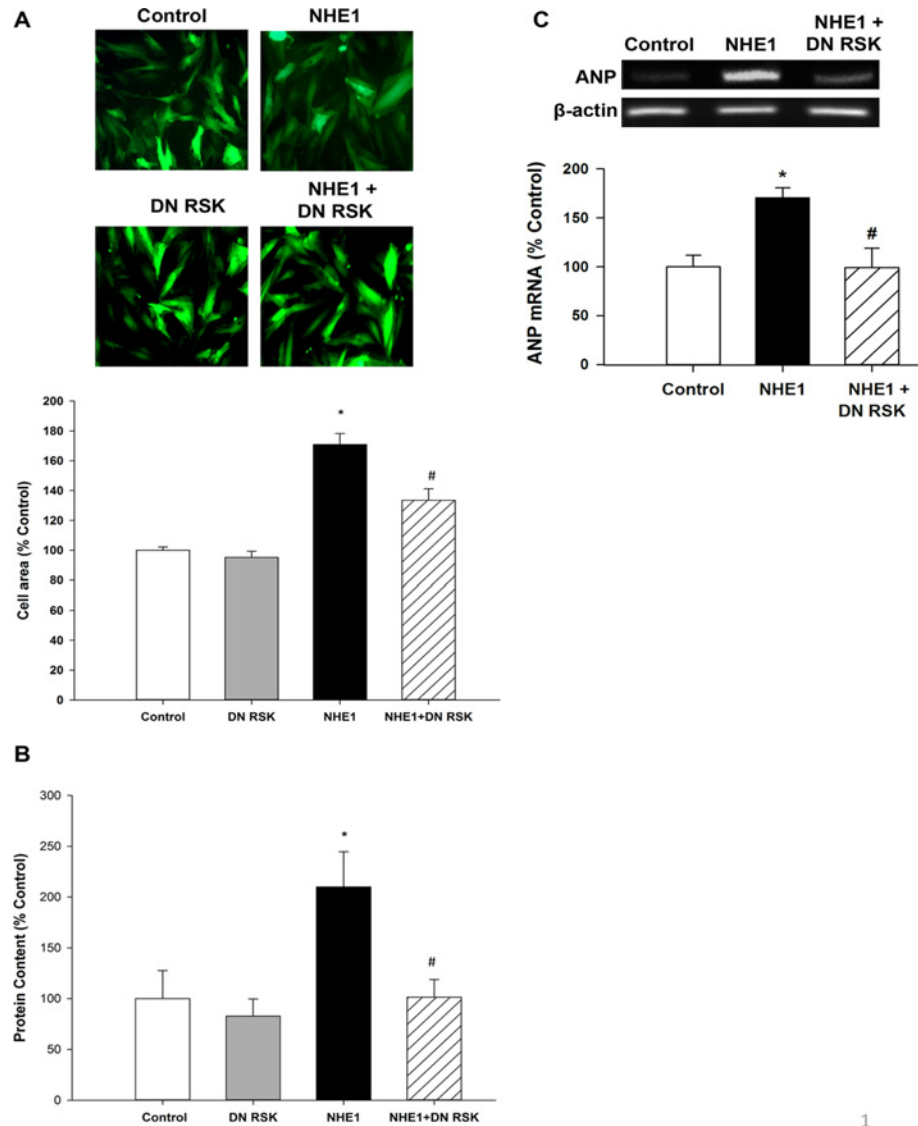 A
Control
NHE1
DN RSK
NHE1 +
DN RSK
Cell area (% Control)
200
180
160
140
120
100
80
60
40
20
0
*
#
Control
DN RSK
NHE1
NHE1+DN RSK
B
Protein Content (% Control)
300
250
200
150
100
50
0
*
#
Control
DN RSK
NHE1
NHE1+DN RSK
C
Control
NHE1
NHE1 +
DN RSK
ANP
β-actin
ANP mRNA (% Control)
200
150
100
50
0
*
#
Control
NHE1
NHE1 +
DN RSK
1